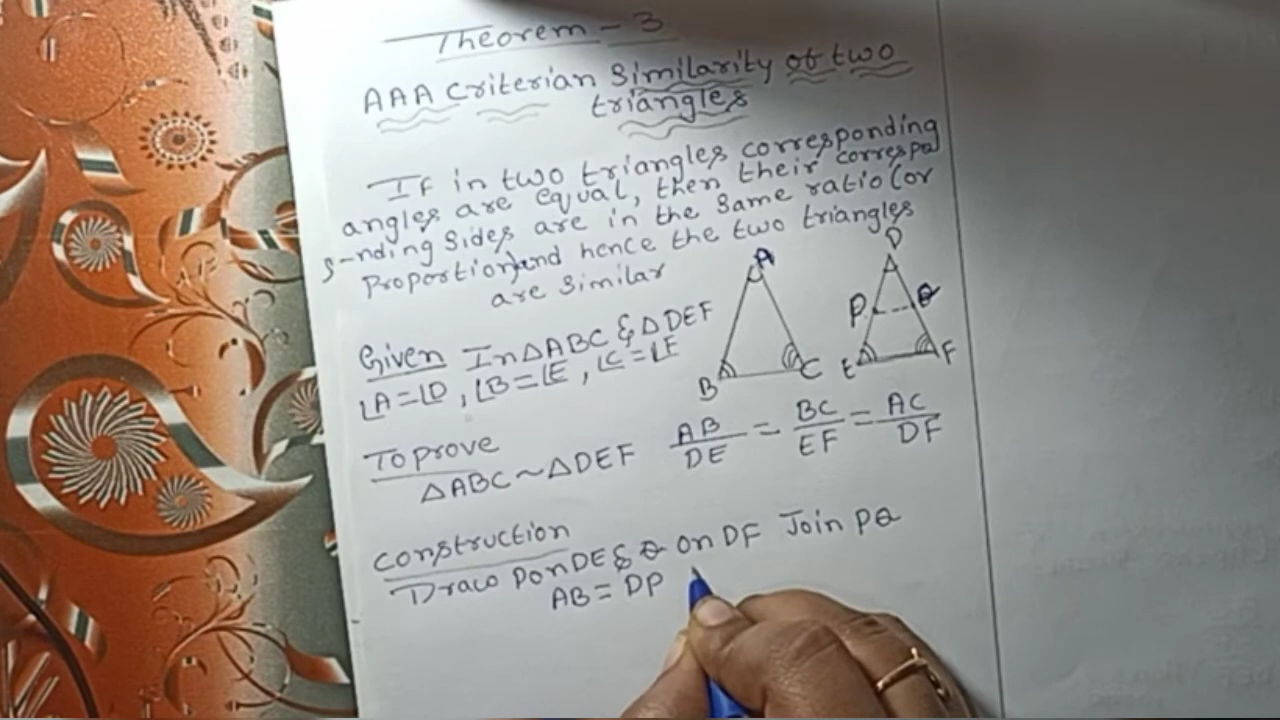 Theorem - 3
AAA Criterian Similarity of two
triangles
If in two triangles corresponding
angles are equal, then their correspo
s-nding sides are in the same ratio (or
proportion) and hence the two triangles
are similar
Given In △ABC & △DEF
∠A = ∠D, ∠B = ∠E, ∠C = ∠F
A
B
C
D
P
Q
E
F
To prove
△ABC ~ △DEF AB/DE = BC/EF = AC/DF
Construction
Draw P on DE & Q on DF Join PQ
AB = DP